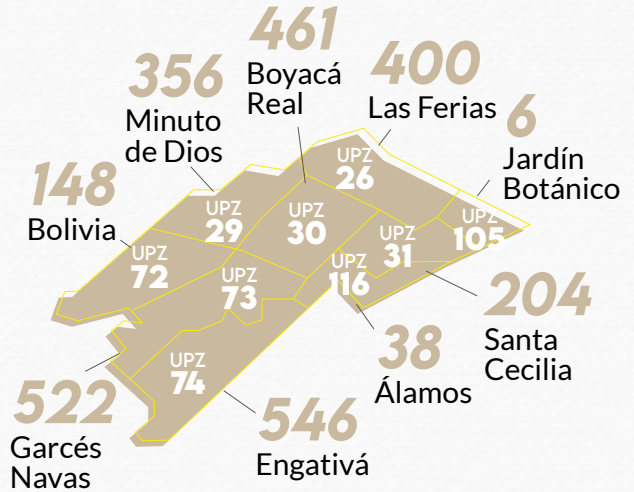 461
Boyacá
Real
356
Minuto
de Dios
400
Las Ferias
6
Jardín
Botánico
148
Bolivia
UPZ
26
UPZ
29
UPZ
30
UPZ
31
UPZ
105
UPZ
72
UPZ
73
UPZ
116
UPZ
74
204
Santa
Cecilia
38
Álamos
522
Garcés
Navas
546
Engativá